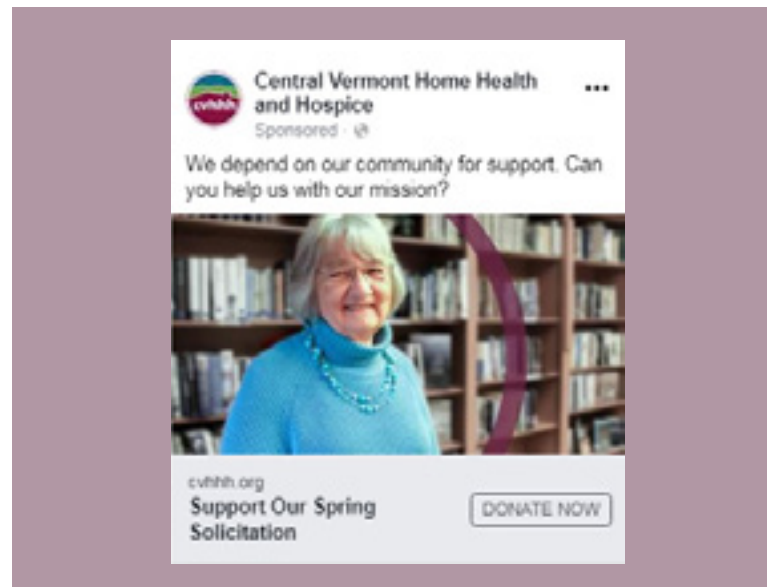 cvhhh
Central Vermont Home Health
and Hospice
Sponsored ·
We depend on our community for support. Can
you help us with our mission?
cvhhh.org
Support Our Spring
Solicitation
DONATE NOW